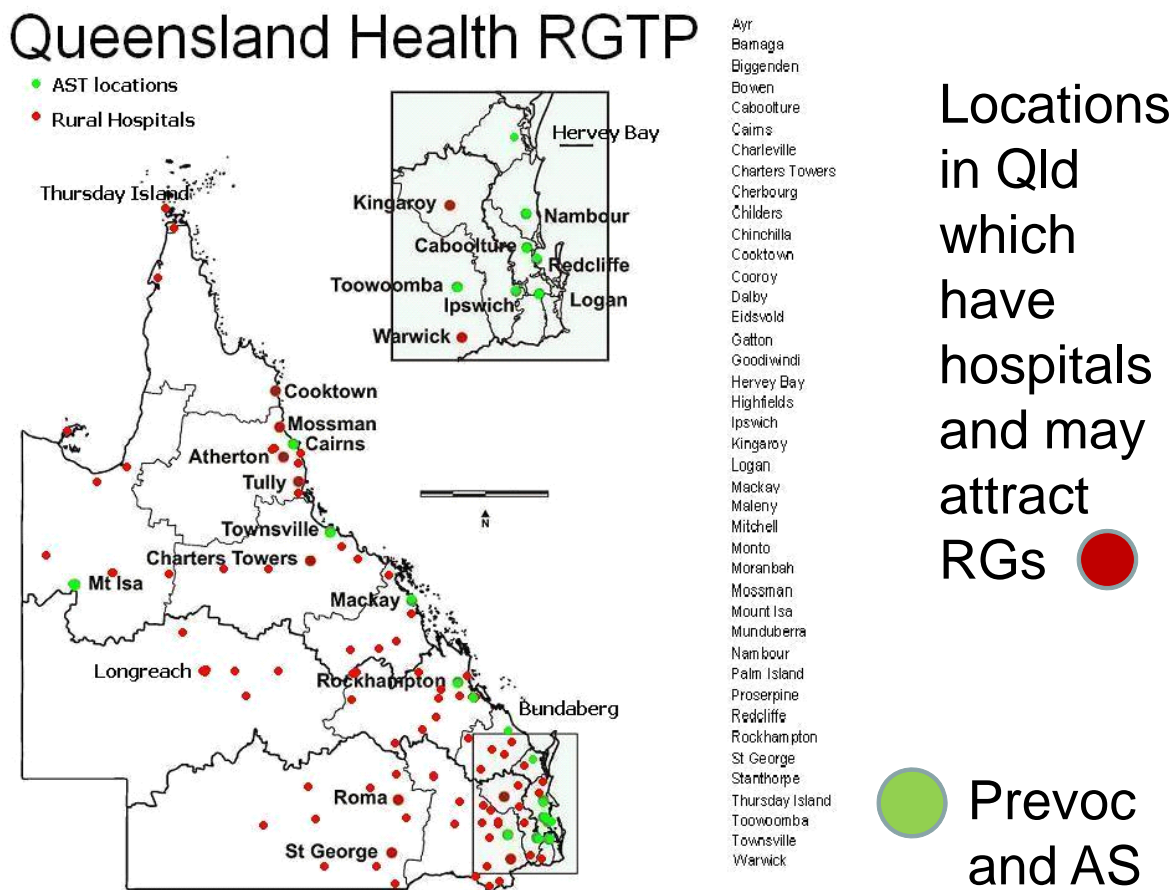 Queensland Health RGTP
AST locations
Rural Hospitals
Thursday Island
Hervey Bay
Kingaroy
Nambour
Caboolture
Redcliffe
Toowoomba
Ipswich
Logan
Warwick
Cooktown
Mossman
Cairns
Atherton
Tully
N
Townsville
Charters Towers
Mt Isa
Mackay
Longreach
Rockhampton
Bundaberg
Roma
St George
Ayr
Bamaga
Biggenden
Bowen
Caboolture
Cairns
Charleville
Charters Towers
Cherbourg
Childers
Chinchilla
Cooktown
Cooroy
Dalby
Eidsvold
Gatton
Goodiwindi
Hervey Bay
Highfields
Ipswich
Kingaroy
Logan
Mackay
Maleny
Mitchell
Monto
Moranbah
Mossman
Mount Isa
Munduberra
Nambour
Palm Island
Proserpine
Redcliffe
Rockhampton
St George
Stanthorpe
Thursday Island
Toowoomba
Townsville
Warwick
Locations
in Qld
which
have
hospitals
and may
attract
RGs
Prevoc
and AS